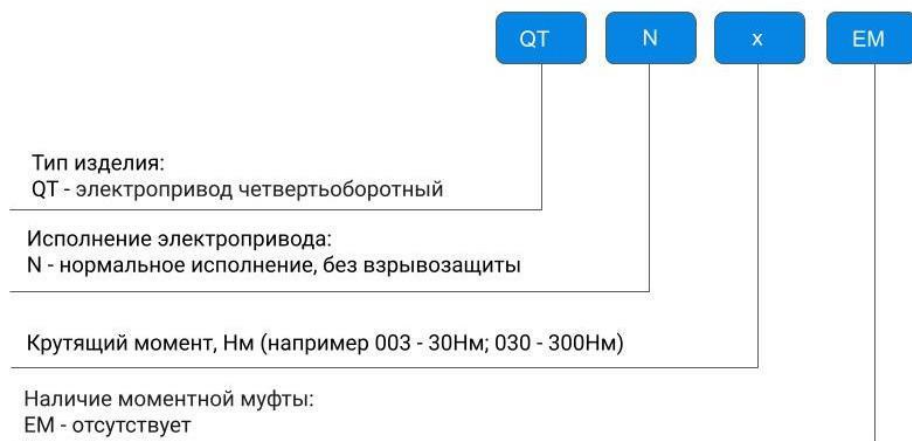 QT N x EM
Тип изделия:
QT - электропривод четвертьоборотный
Исполнение электропривода:
N - нормальное исполнение, без взрывозащиты
Крутящий момент, Нм (например 003 - 30Нм; 030 - 300Нм)
Наличие моментной муфты:
EM - отсутствует